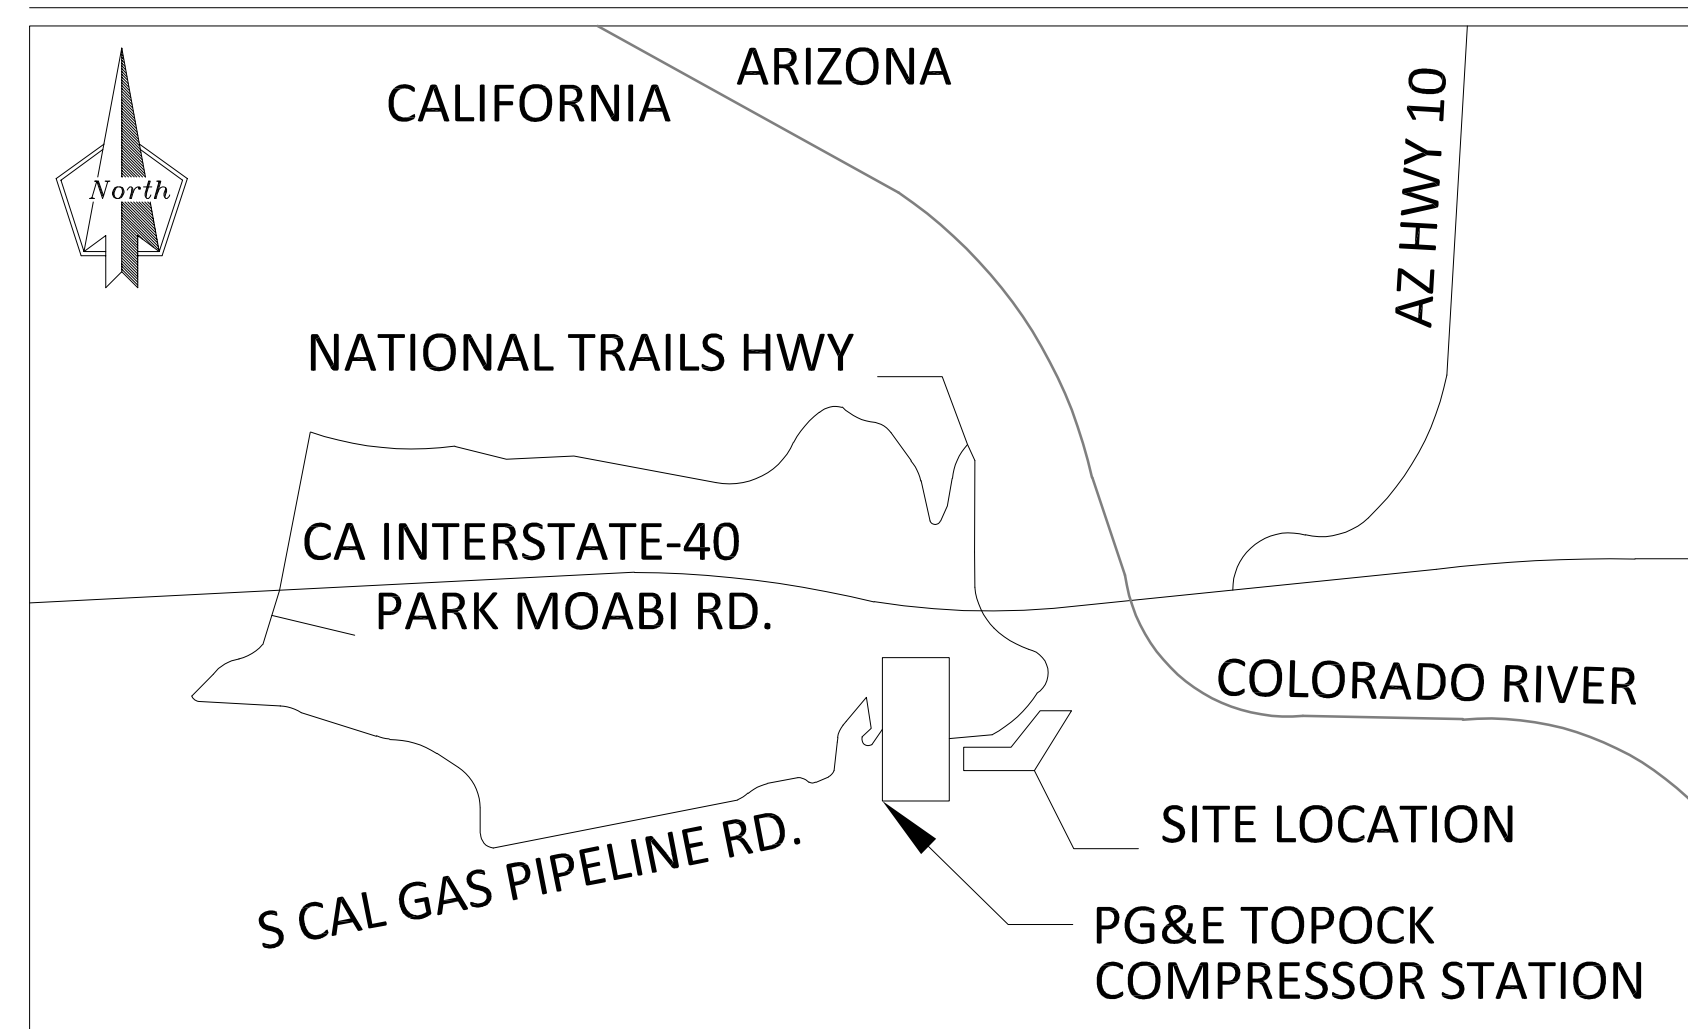 ARIZONA
CALIFORNIA
AZ HWY 10
North
NATIONAL TRAILS HWY
CA INTERSTATE-40
PARK MOABI RD.
COLORADO RIVER
SITE LOCATION
S CAL GAS PIPELINE RD.
PG&E TOPOCK
COMPRESSOR STATION